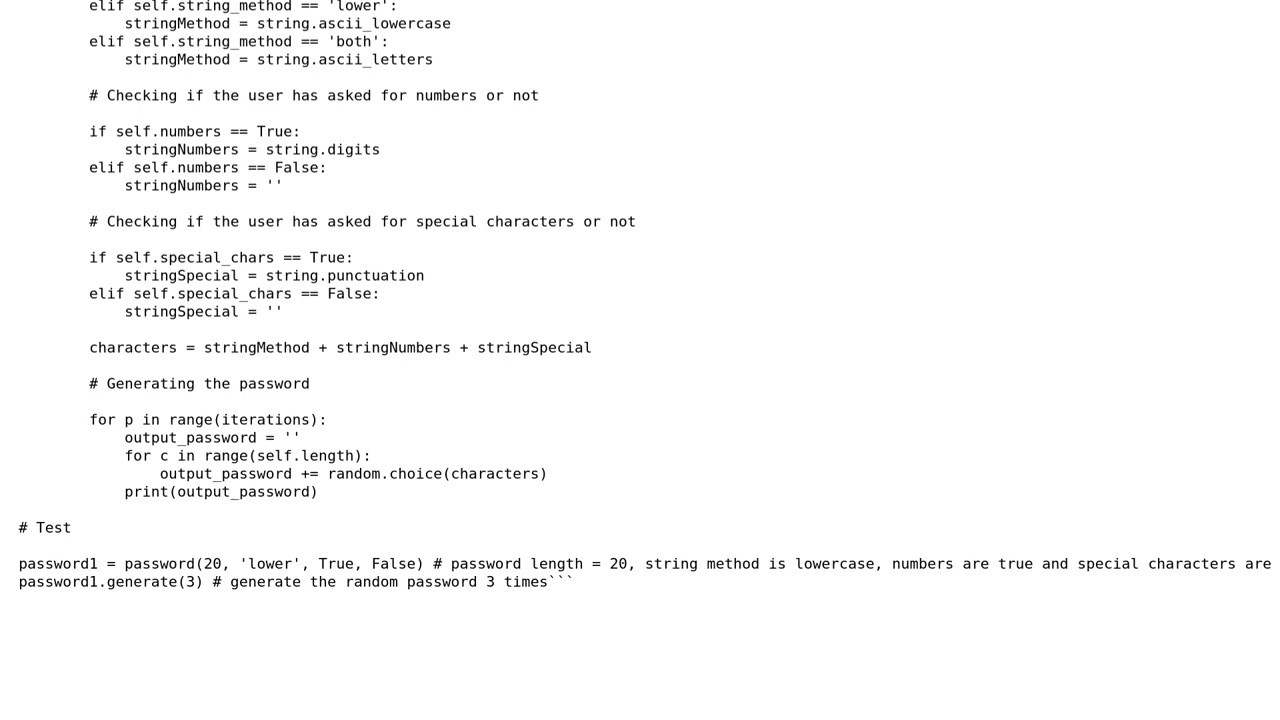 elif self.string_method == 'lower':
            stringMethod = string.ascii_lowercase
        elif self.string_method == 'both':
            stringMethod = string.ascii_letters

        # Checking if the user has asked for numbers or not

        if self.numbers == True:
            stringNumbers = string.digits
        elif self.numbers == False:
            stringNumbers = ''

        # Checking if the user has asked for special characters or not

        if self.special_chars == True:
            stringSpecial = string.punctuation
        elif self.special_chars == False:
            stringSpecial = ''

        characters = stringMethod + stringNumbers + stringSpecial

        # Generating the password

        for p in range(iterations):
            output_password = ''
            for c in range(self.length):
                output_password += random.choice(characters)
            print(output_password)

# Test

password1 = password(20, 'lower', True, False) # password length = 20, string method is lowercase, numbers are true and special characters are
password1.generate(3) # generate the random password 3 times```